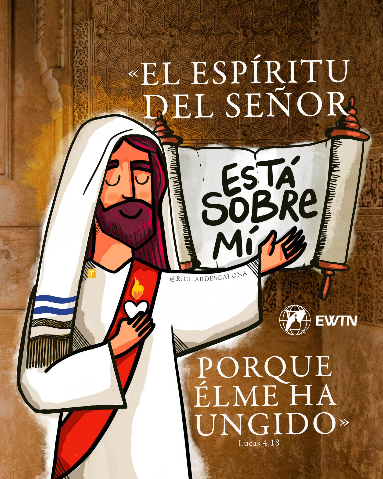 «EL ESPÍRITU
DEL SEÑOR
ESTÁ
SOBRE
MÍ
EWTN
PORQUE
ÉLME HA
UNGIDO»
Lucas 4,18